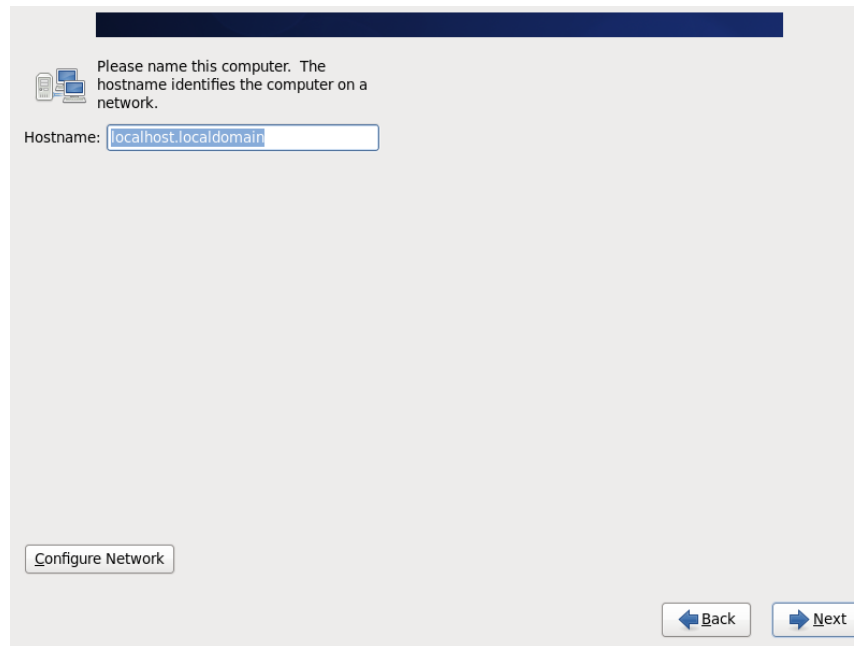 Please name this computer.  The
hostname identifies the computer on a
network.
Hostname: localhost.localdomain
Configure Network
Back Next